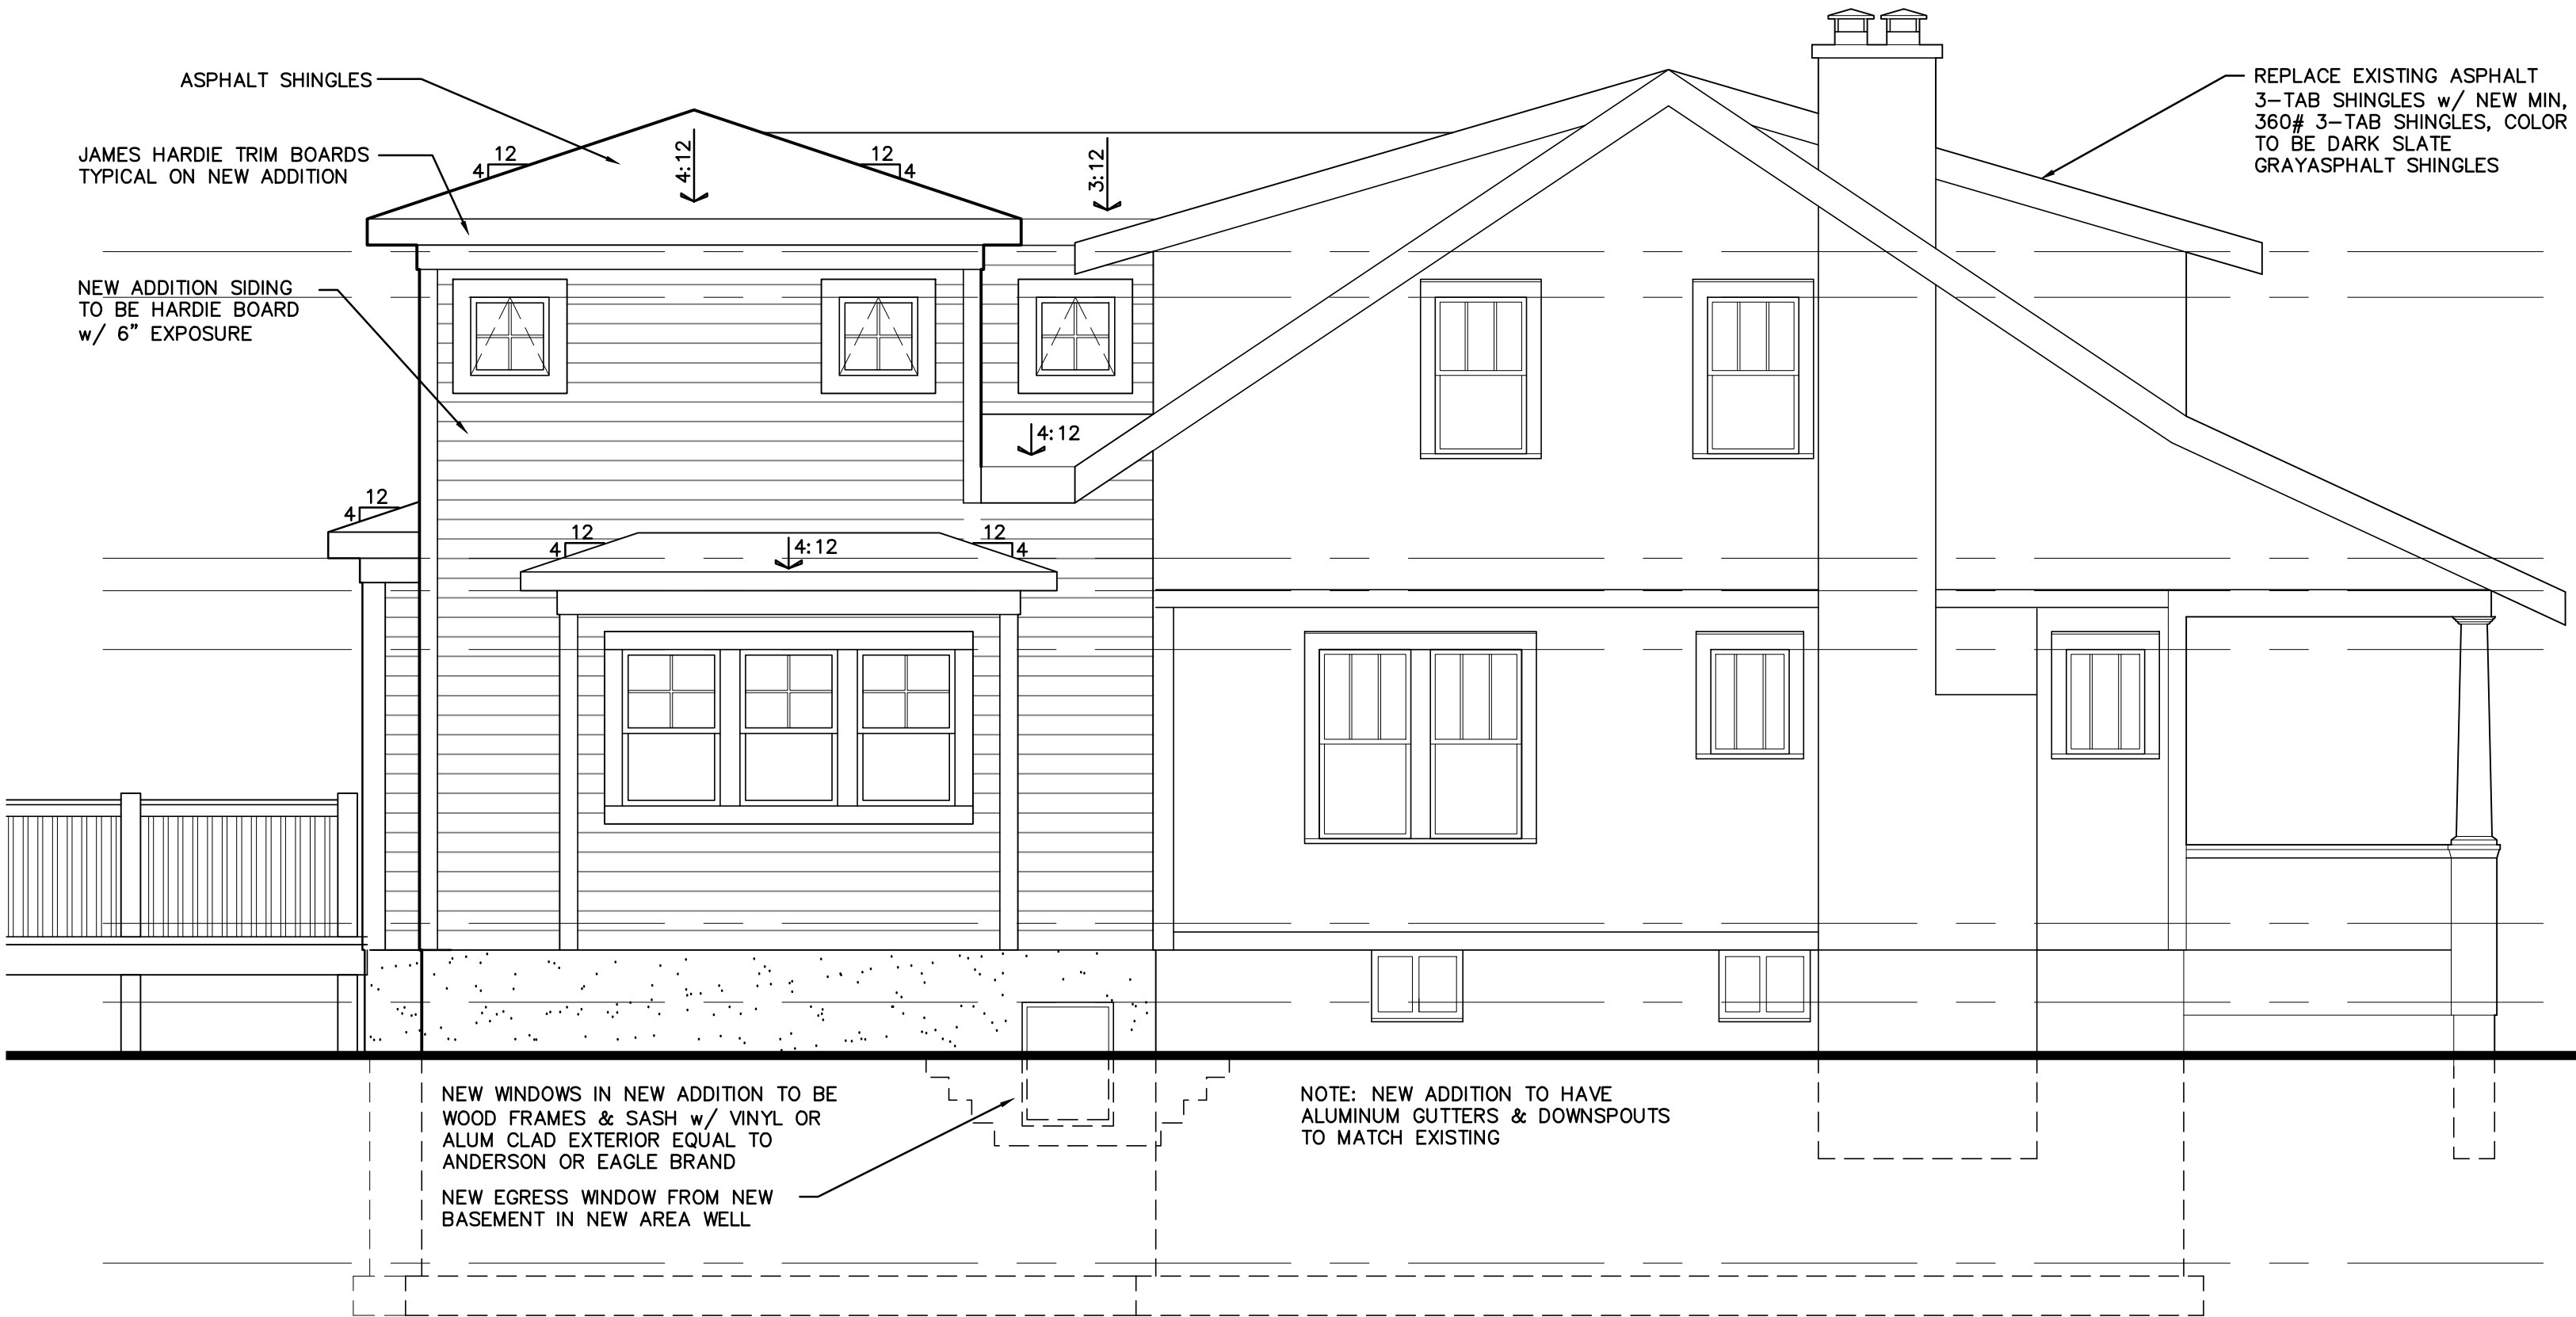 ASPHALT SHINGLES
JAMES HARDIE TRIM BOARDS
TYPICAL ON NEW ADDITION
NEW ADDITION SIDING
TO BE HARDIE BOARD
w/ 6" EXPOSURE
12
4
4:12
12
4
3:12
REPLACE EXISTING ASPHALT
3-TAB SHINGLES w/ NEW MIN,
360# 3-TAB SHINGLES, COLOR
TO BE DARK SLATE
GRAYASPHALT SHINGLES
4:12
12
4
12
4
4:12
12
4
NEW WINDOWS IN NEW ADDITION TO BE
WOOD FRAMES & SASH w/ VINYL OR
ALUM CLAD EXTERIOR EQUAL TO
ANDERSON OR EAGLE BRAND
NEW EGRESS WINDOW FROM NEW
BASEMENT IN NEW AREA WELL
NOTE: NEW ADDITION TO HAVE
ALUMINUM GUTTERS & DOWNSPOUTS
TO MATCH EXISTING